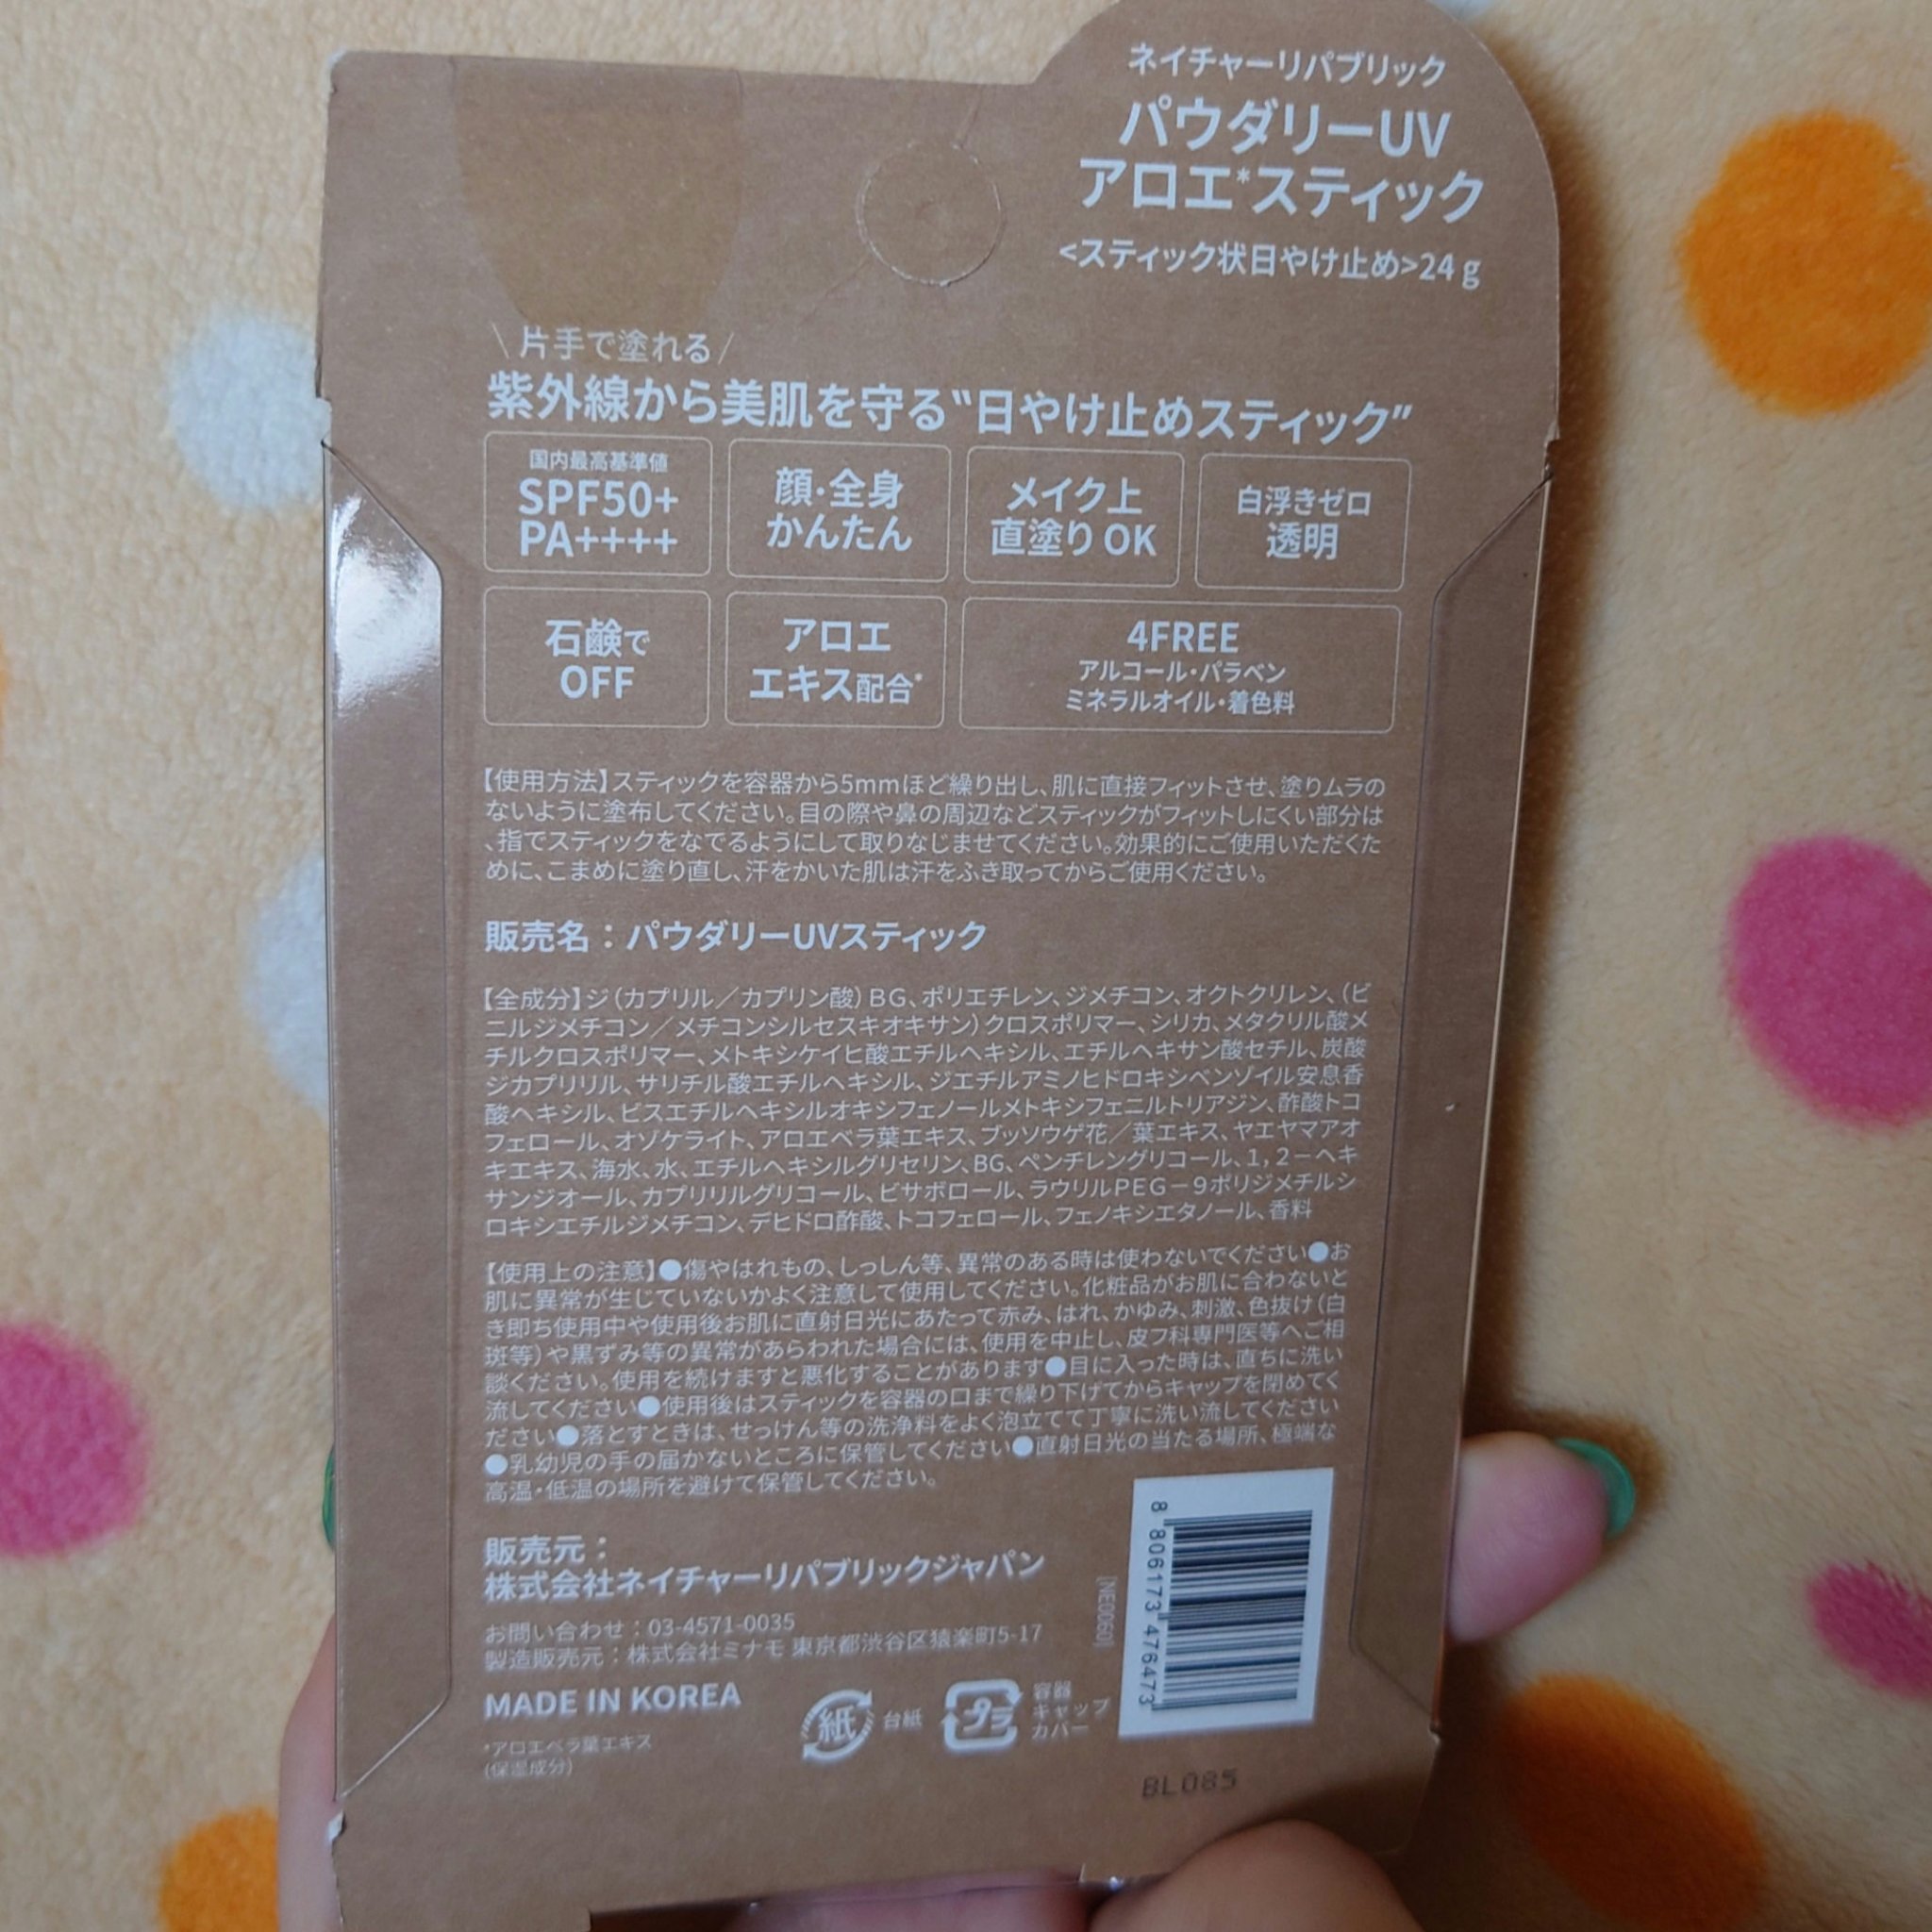 ネイチャーリパブリック
パウダリーUV
アロエ*スティック
<スティック状日やけ止め>24g
\片手で塗れる/
紫外線から美肌を守る"日やけ止めスティック"
国内最高基準値
SPF50+
PA++++
顔・全身
かんたん
メイク上
直塗りOK
白浮きゼロ
透明
石鹸で
OFF
アロエ
エキス配合*
4FREE
アルコール・パラベン
ミネラルオイル・着色料
【使用方法】スティックを容器から5mmほど繰り出し、肌に直接フィットさせ、塗りムラの
ないように塗布してください。目の際や鼻の周辺などスティックがフィットしにくい部分は
、指でスティックをなでるようにして取りなじませてください。効果的にご使用いただくた
めに、こまめに塗り直し、汗をかいた肌は汗をふき取ってからご使用ください。
販売名：パウダリーUVスティック
【全成分】ジ（カプリル／カプリン酸）BG、ポリエチレン、ジメチコン、オクトクリレン、（ビ
ニルジメチコン／メチコンシルセスキオキサン）クロスポリマー、シリカ、メタクリル酸メ
チルクロスポリマー、メトキシケイヒ酸エチルヘキシル、エチルヘキサン酸セチル、炭酸
ジカプリリル、サリチル酸エチルヘキシル、ジエチルアミノヒドロキシベンゾイル安息香
酸ヘキシル、ビスエチルヘキシルオキシフェノールメトキシフェニルトリアジン、酢酸トコ
フェロール、オゾケライト、アロエベラ葉エキス、ブッソウゲ花／葉エキス、ヤエヤマアオ
キエキス、海水、水、エチルヘキシルグリセリン、BG、ペンチレングリコール、1，2－ヘキ
サンジオール、カプリリルグリコール、ビサボロール、ラウリルPEG－9ポリジメチルシ
ロキシエチルジメチコン、デヒドロ酢酸、トコフェロール、フェノキシエタノール、香料
【使用上の注意】●傷やはれもの、しっしん等、異常のある時は使わないでください●お
肌に異常が生じていないかよく注意して使用してください。化粧品がお肌に合わないと
き即ち使用中や使用後お肌に直射日光にあたって赤み、はれ、かゆみ、刺激、色抜け（白
斑等）や黒ずみ等の異常があらわれた場合には、使用を中止し、皮フ科専門医等へご相
談ください。使用を続けますと悪化することがあります●目に入った時は、直ちに洗い
流してください●使用後はスティックを容器の口まで繰り下げてからキャップを閉めてく
ださい●落とすときは、せっけん等の洗浄料をよく泡立てて丁寧に洗い流してください
●乳幼児の手の届かないところに保管してください●直射日光の当たる場所、極端な
高温・低温の場所を避けて保管してください。
販売元：
株式会社ネイチャーリパブリックジャパン
お問い合わせ：03-4571-0035
製造販売元：株式会社ミナモ 東京都渋谷区猿楽町5-17
MADE IN KOREA
*アロエベラ葉エキス
(保湿成分)
紙
台紙
プラ
容器
キャップ
カバー
[NE0060]
8 806173 476473
BL085